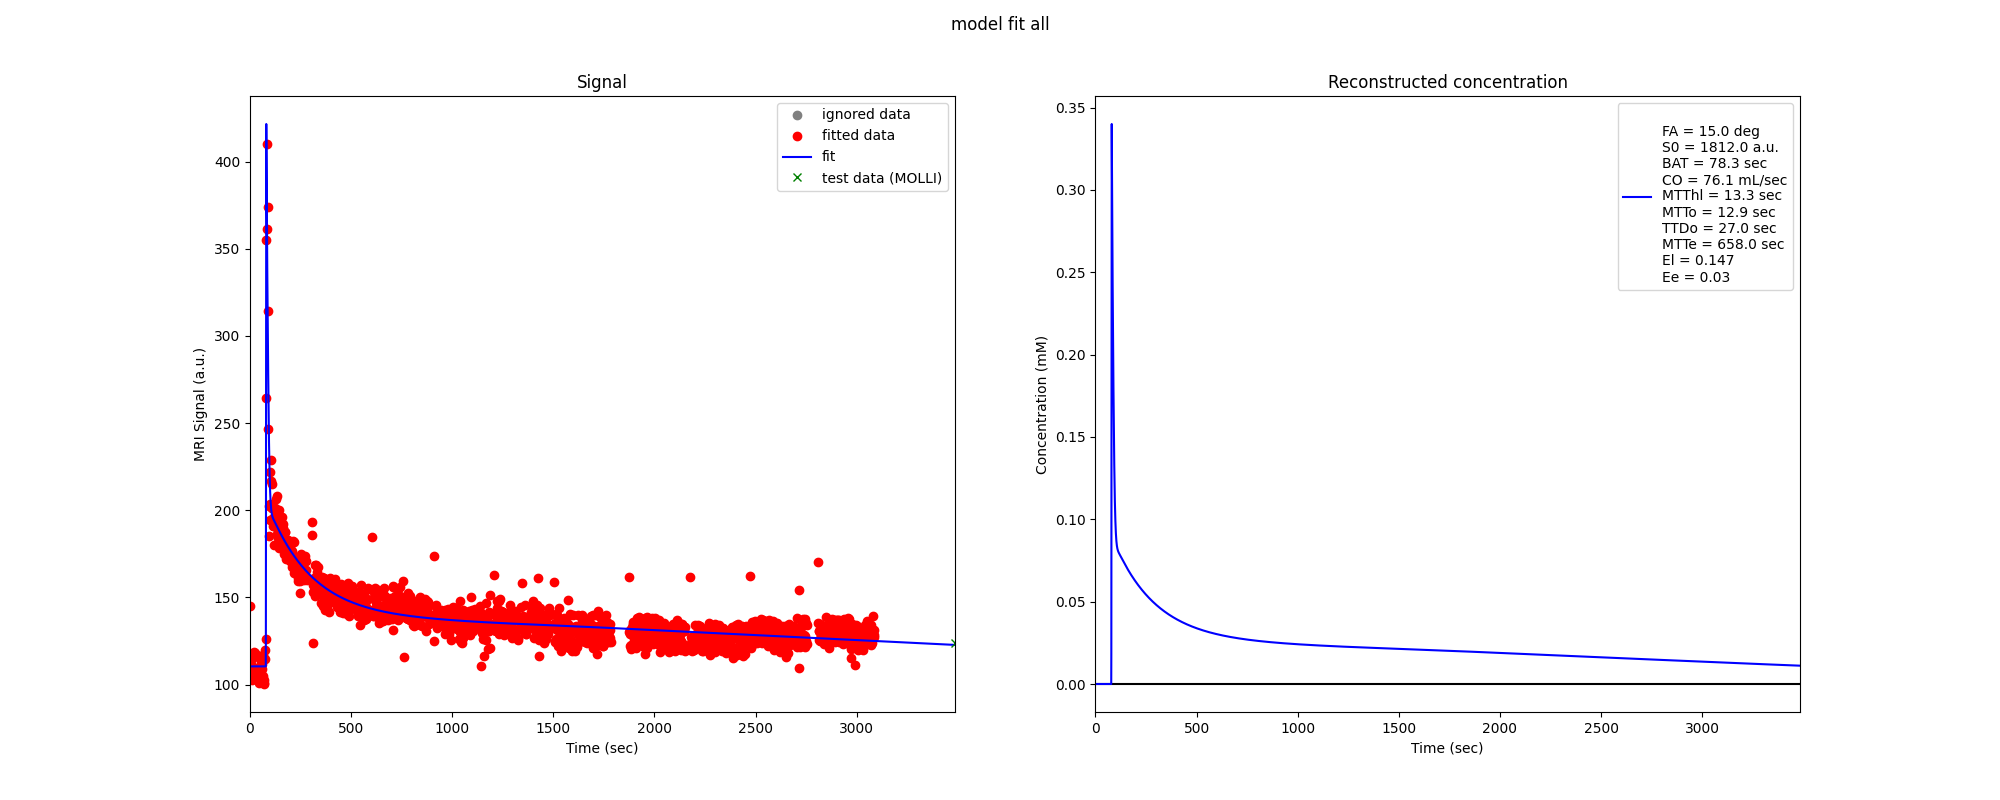 model fit all
Signal
ignored data
fitted data
fit
test data (MOLLI)
400
350
300
250
200
150
100
MRI Signal (a.u.)
0 500 1000 1500 2000 2500 3000
Time (sec)
Reconstructed concentration
FA = 15.0 deg
S0 = 1812.0 a.u.
BAT = 78.3 sec
CO = 76.1 mL/sec
MTThl = 13.3 sec
MTTo = 12.9 sec
TTDo = 27.0 sec
MTTe = 658.0 sec
El = 0.147
Ee = 0.03
0.35
0.30
0.25
0.20
0.15
0.10
0.05
0.00
Concentration (mM)
0 500 1000 1500 2000 2500 3000
Time (sec)